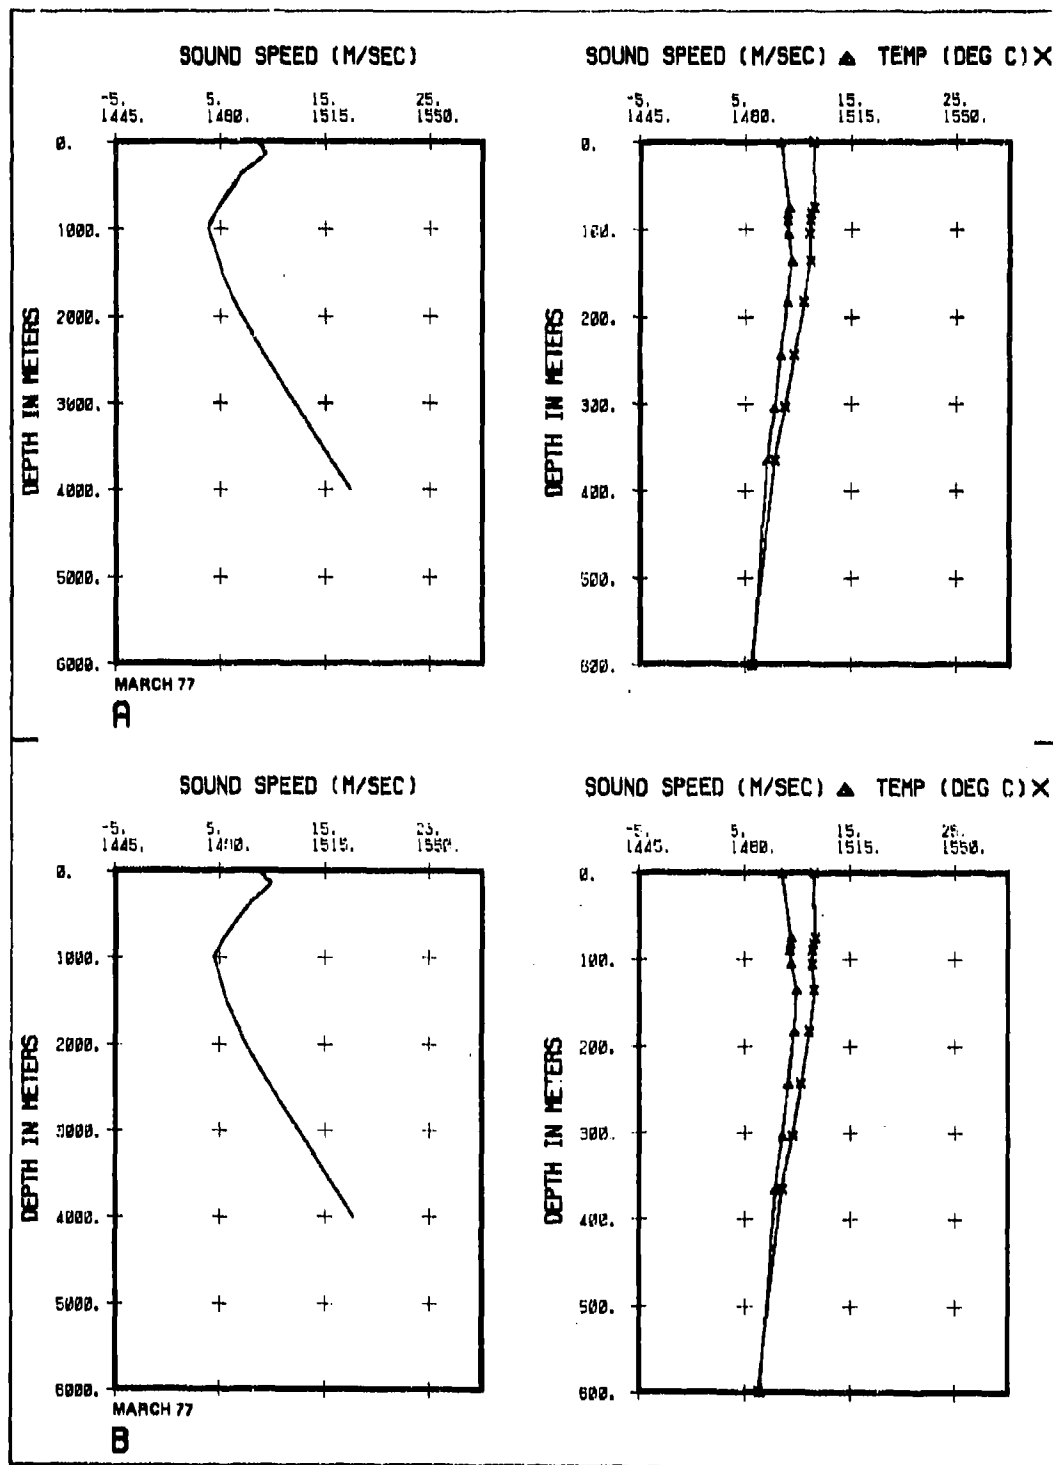 SOUND SPEED (M/SEC)
-5. 5. 15. 25.
1445. 1480. 1515. 1550.
0.
1000.
2000.
3000.
4000.
5000.
6000.
DEPTH IN METERS
MARCH 77
A
SOUND SPEED (M/SEC) ▲ TEMP (DEG C) ✕
-5. 5. 15. 25.
1445. 1480. 1515. 1550.
0.
100.
200.
300.
400.
500.
600.
DEPTH IN METERS
SOUND SPEED (M/SEC)
-5. 5. 15. 25.
1445. 1480. 1515. 1550.
0.
1000.
2000.
3000.
4000.
5000.
6000.
DEPTH IN METERS
MARCH 77
B
SOUND SPEED (M/SEC) ▲ TEMP (DEG C) ✕
-5. 5. 15. 25.
1445. 1480. 1515. 1550.
0.
100.
200.
300.
400.
500.
600.
DEPTH IN METERS